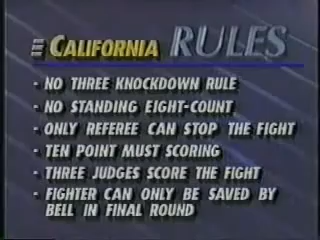 CALIFORNIA RULES
- NO THREE KNOCKDOWN RULE
- NO STANDING EIGHT-COUNT
- ONLY REFEREE CAN STOP THE FIGHT
- TEN POINT MUST SCORING
- THREE JUDGES SCORE THE FIGHT
- FIGHTER CAN ONLY BE SAVED BY
BELL IN FINAL ROUND